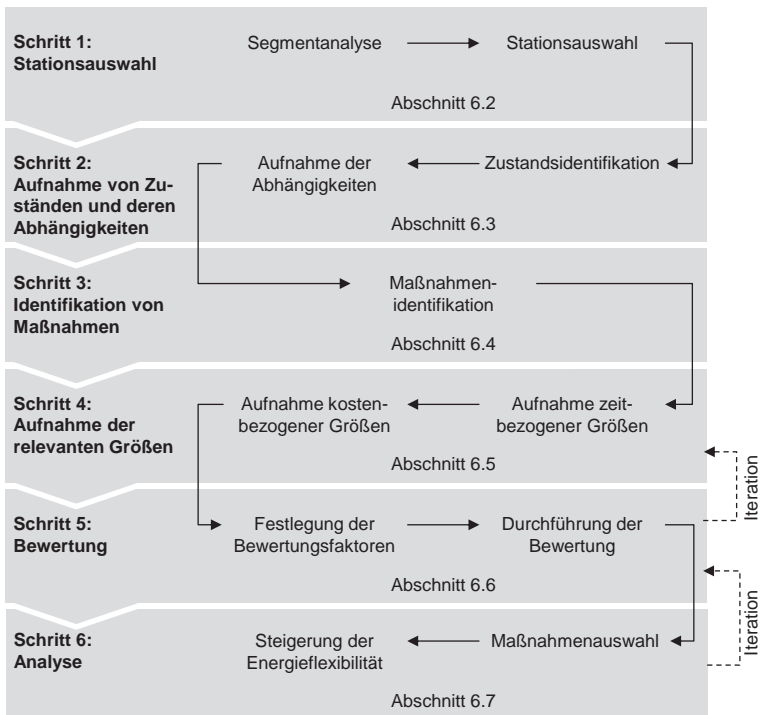 Schritt 1:
Stationsauswahl
Segmentanalyse
Stationsauswahl
Abschnitt 6.2
Schritt 2:
Aufnahme von Zu-
ständen und deren
Abhängigkeiten
Aufnahme der
Abhängigkeiten
Zustandsidentifikation
Abschnitt 6.3
Schritt 3:
Identifikation von
Maßnahmen
Maßnahmen-
identifikation
Abschnitt 6.4
Schritt 4:
Aufnahme der
relevanten Größen
Aufnahme kosten-
bezogener Größen
Aufnahme zeit-
bezogener Größen
Abschnitt 6.5
Iteration
Schritt 5:
Bewertung
Festlegung der
Bewertungsfaktoren
Durchführung der
Bewertung
Abschnitt 6.6
Iteration
Schritt 6:
Analyse
Steigerung der
Energieflexibilität
Maßnahmenauswahl
Abschnitt 6.7